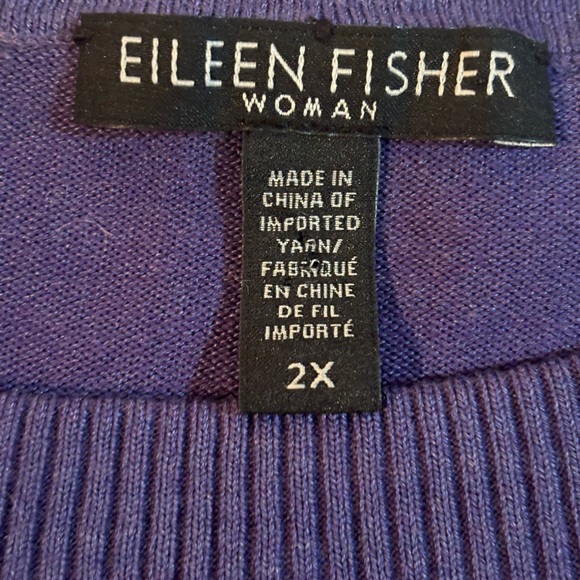 EILEEN FISHER
WOMAN
MADE IN
CHINA OF
IMPORTED
YARN/
FABRIQUÉ
EN CHINE
DE FIL
IMPORTÉ
2X